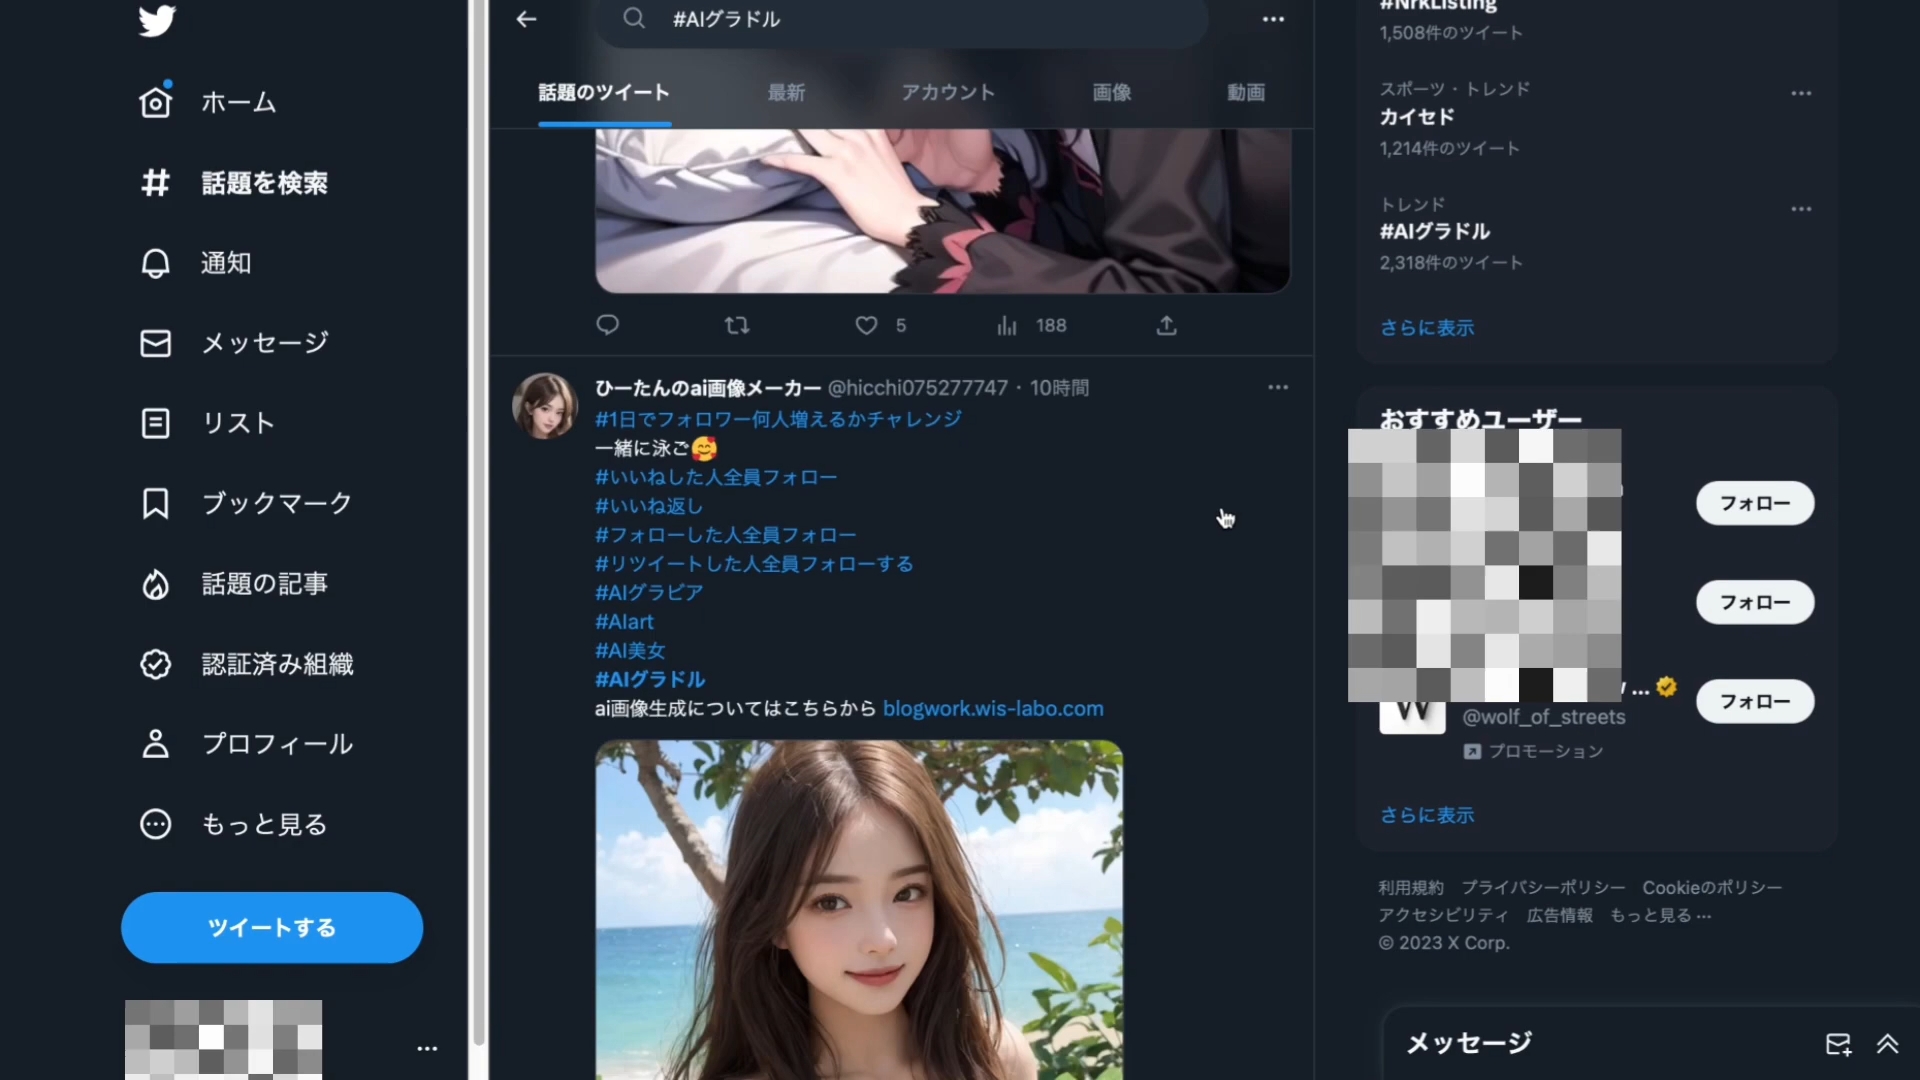 ホーム
話題を検索
通知
メッセージ
リスト
ブックマーク
話題の記事
認証済み組織
プロフィール
もっと見る
ツイートする
#AIグラドル
話題のツイート 最新 アカウント 画像 動画
5 188
ひーたんのai画像メーカー @hicchi075277747 · 10時間
#1日でフォロワー何人増えるかチャレンジ
一緒に泳ご🥰
#いいねした人全員フォロー
#いいね返し
#フォローした人全員フォロー
#リツイートした人全員フォローする
#AIグラビア
#AIart
#AI美女
#AIグラドル
ai画像生成についてはこちらから blogwork.wis-labo.com
#NrkListing
1,508件のツイート
スポーツ · トレンド
カイセド
1,214件のツイート
トレンド
#AIグラドル
2,318件のツイート
さらに表示
おすすめユーザー
フォロー
フォロー
...
フォロー
W
@wolf_of_streets
プロモーション
さらに表示
利用規約 プライバシーポリシー Cookieのポリシー
アクセシビリティ 広告情報 もっと見る ...
© 2023 X Corp.
メッセージ